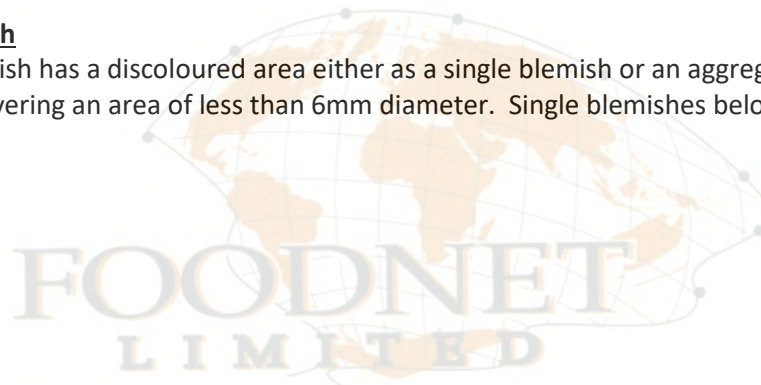 h
ish has a discoloured area either as a single blemish or an aggreg
vering an area of less than 6mm diameter.  Single blemishes belo
FOODNET
LIMITED